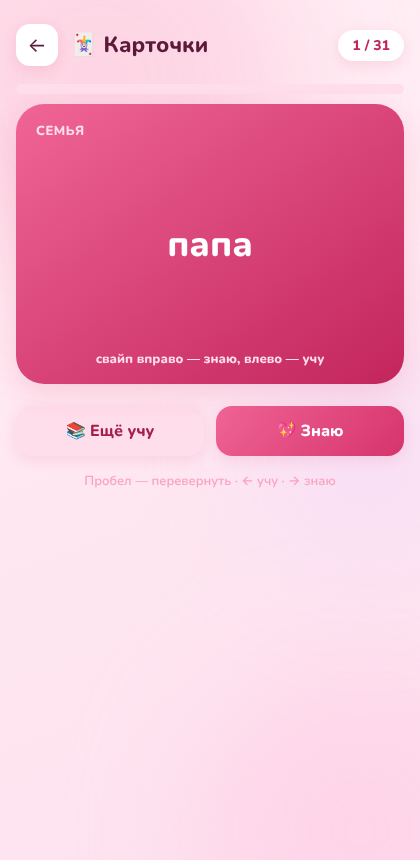 ← 🃏 Карточки 1 / 31
СЕМЬЯ
папа
свайп вправо — знаю, влево — учу
📚 Ещё учу
💖 Знаю
Пробел — перевернуть · ← учу · → знаю